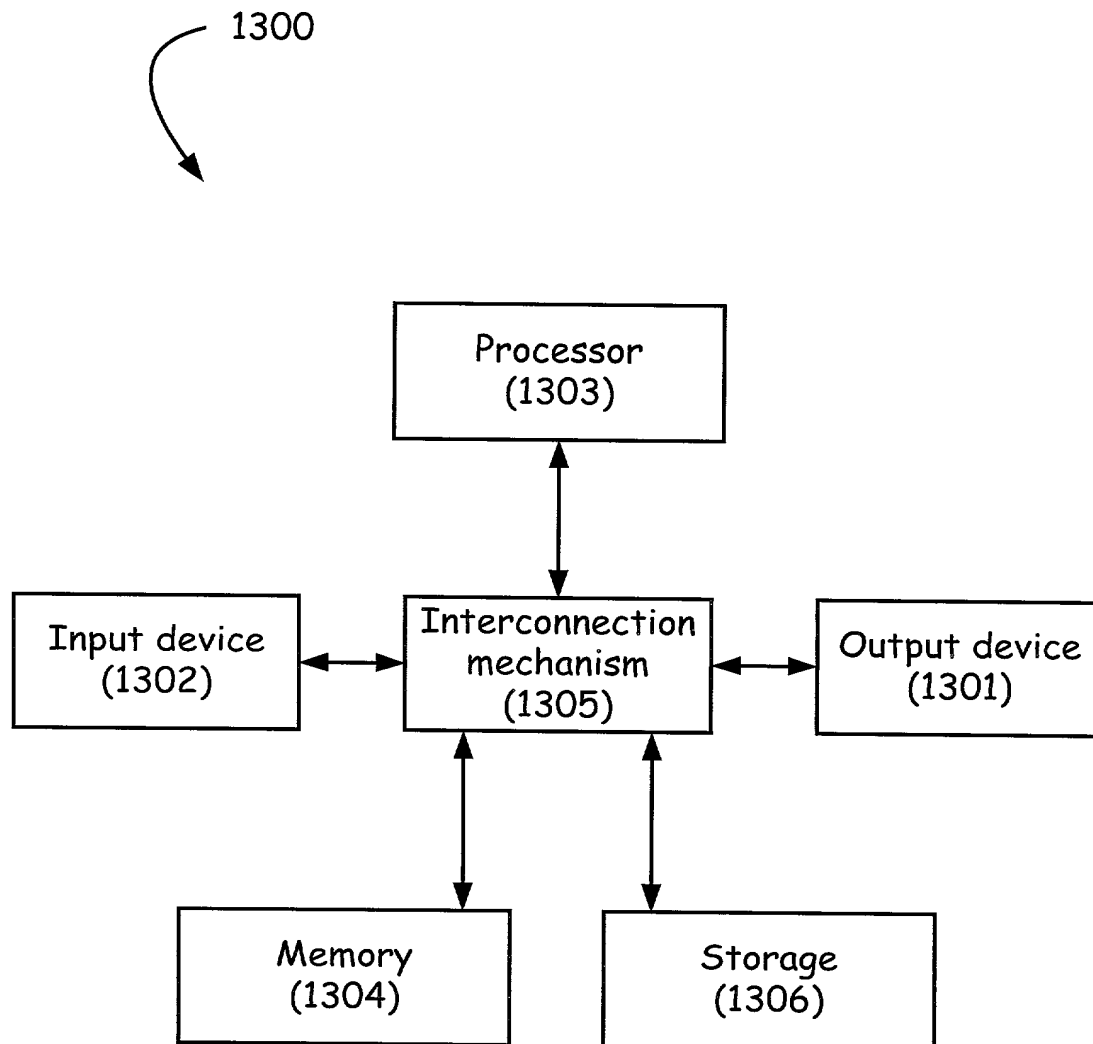 1300
Processor
(1303)
Input device
(1302)
Interconnection
mechanism
(1305)
Output device
(1301)
Memory
(1304)
Storage
(1306)